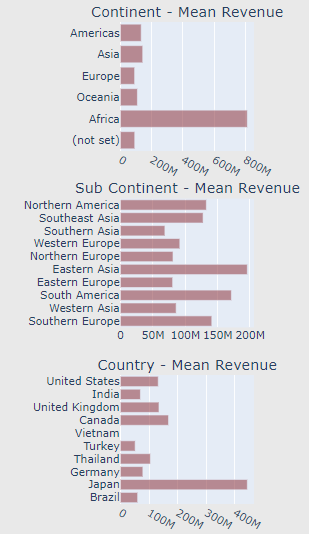 Continent - Mean Revenue
Americas
Asia
Europe
Oceania
Africa
(not set)
0 200M 400M 600M 800M
Sub Continent - Mean Revenue
Northern America
Southeast Asia
Southern Asia
Western Europe
Northern Europe
Eastern Asia
Eastern Europe
South America
Western Asia
Southern Europe
0 50M 100M 150M 200M
Country - Mean Revenue
United States
India
United Kingdom
Canada
Vietnam
Turkey
Thailand
Germany
Japan
Brazil
0 100M 200M 300M 400M